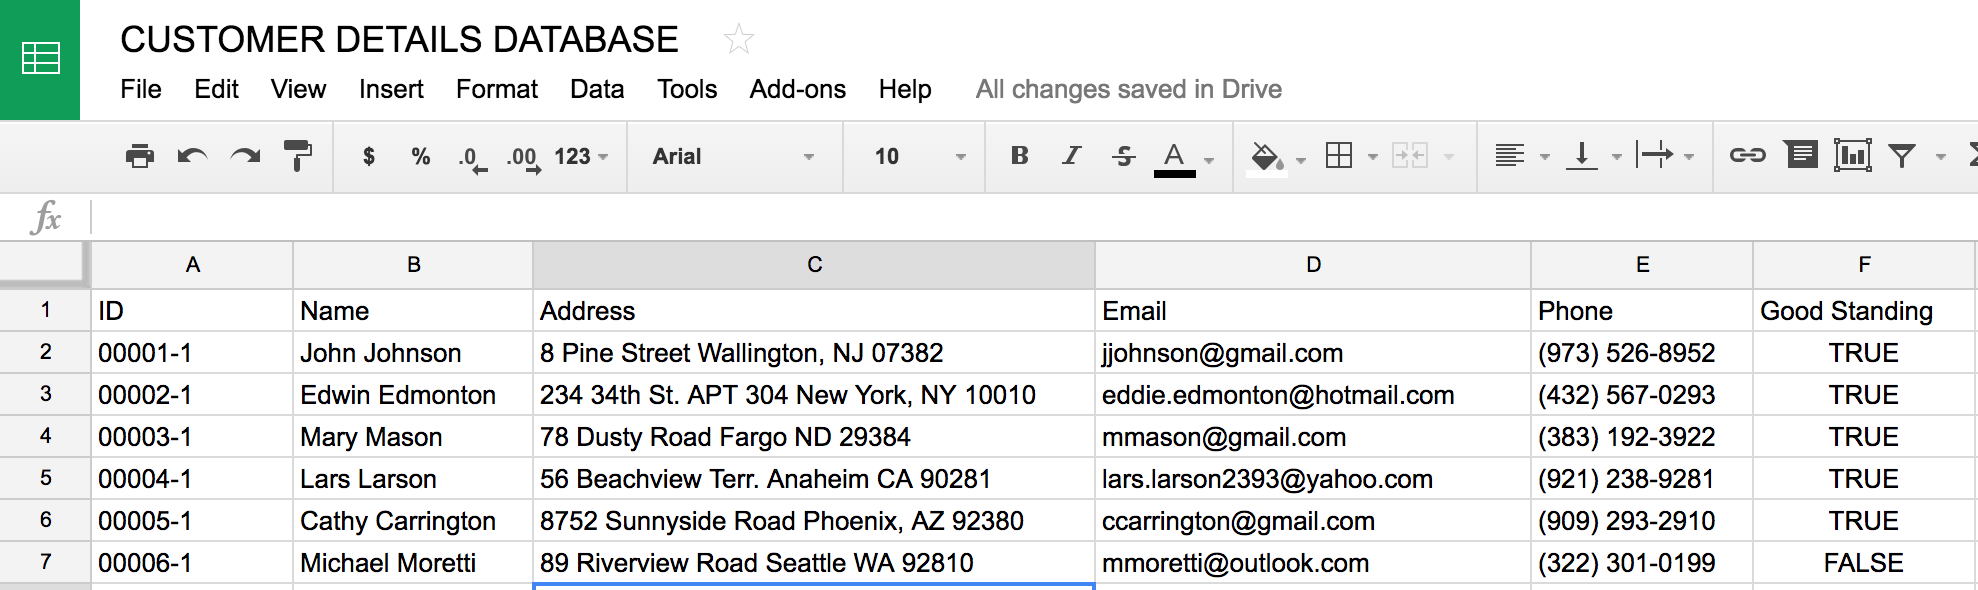 CUSTOMER DETAILS DATABASE
File Edit View Insert Format Data Tools Add-ons Help All changes saved in Drive
$ % .0 .00 123 Arial 10 B I S A
fx
A B C D E F
1 ID Name Address Email Phone Good Standing
2 00001-1 John Johnson 8 Pine Street Wallington, NJ 07382 jjohnson@gmail.com (973) 526-8952 TRUE
3 00002-1 Edwin Edmonton 234 34th St. APT 304 New York, NY 10010 eddie.edmonton@hotmail.com (432) 567-0293 TRUE
4 00003-1 Mary Mason 78 Dusty Road Fargo ND 29384 mmason@gmail.com (383) 192-3922 TRUE
5 00004-1 Lars Larson 56 Beachview Terr. Anaheim CA 90281 lars.larson2393@yahoo.com (921) 238-9281 TRUE
6 00005-1 Cathy Carrington 8752 Sunnyside Road Phoenix, AZ 92380 ccarrington@gmail.com (909) 293-2910 TRUE
7 00006-1 Michael Moretti 89 Riverview Road Seattle WA 92810 mmoretti@outlook.com (322) 301-0199 FALSE